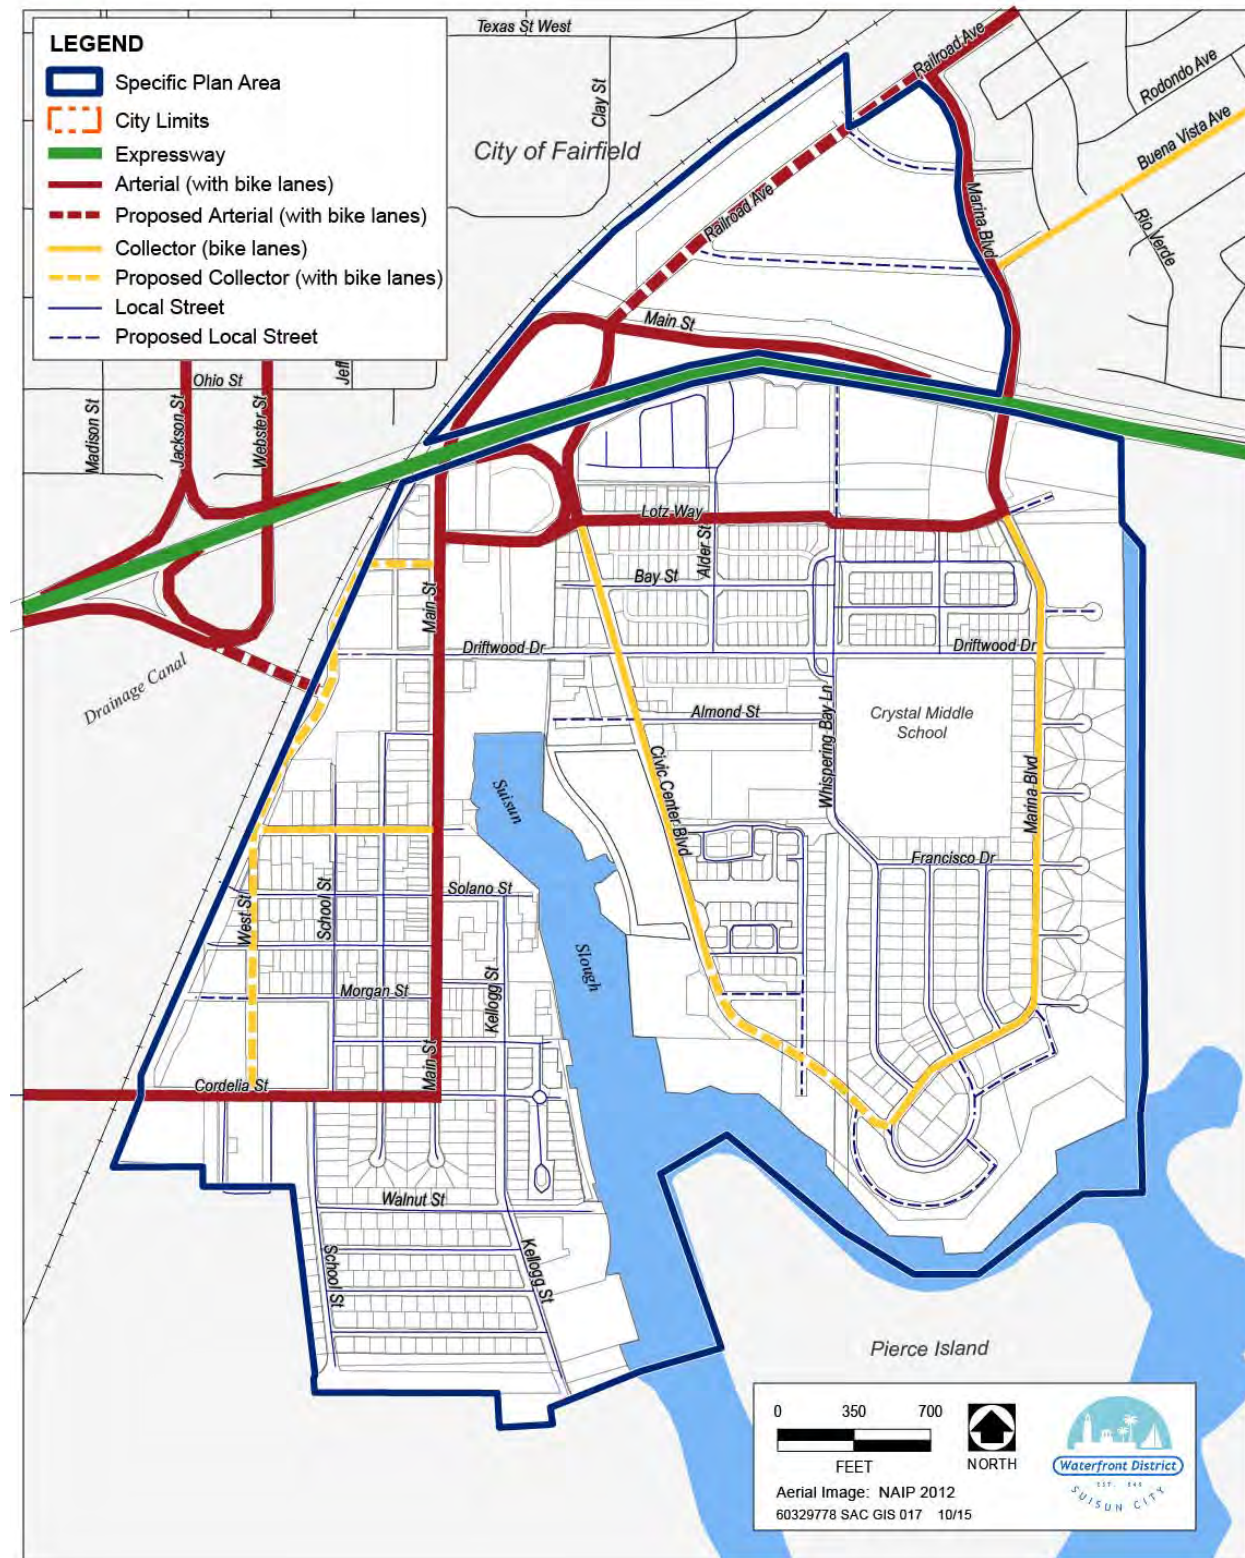 LEGEND
Specific Plan Area
City Limits
Expressway
Arterial (with bike lanes)
Proposed Arterial (with bike lanes)
Collector (bike lanes)
Proposed Collector (with bike lanes)
Local Street
Proposed Local Street
Texas St West
Clay St
City of Fairfield
Railroad Ave
Railroad Ave
Rodondo Ave
Buena Vista Ave
Rio Verde
Marina Blvd
Main St
Ohio St
Jeff
Madison St
Jackson St
Webster St
Lotz Way
Alder St
Bay St
Main St
Driftwood Dr
Driftwood Dr
Drainage Canal
Almond St
Whispering Bay Ln
Crystal Middle
School
Civic Center Blvd
Marina Blvd
Suisun
Slough
Francisco Dr
Solano St
West St
School St
Morgan St
Kellogg St
Main St
Cordelia St
Walnut St
School St
Kellogg St
Pierce Island
0 350 700
FEET
NORTH
Aerial Image: NAIP 2012
60329778 SAC GIS 017 10/15
Waterfront District
SUISUN CITY